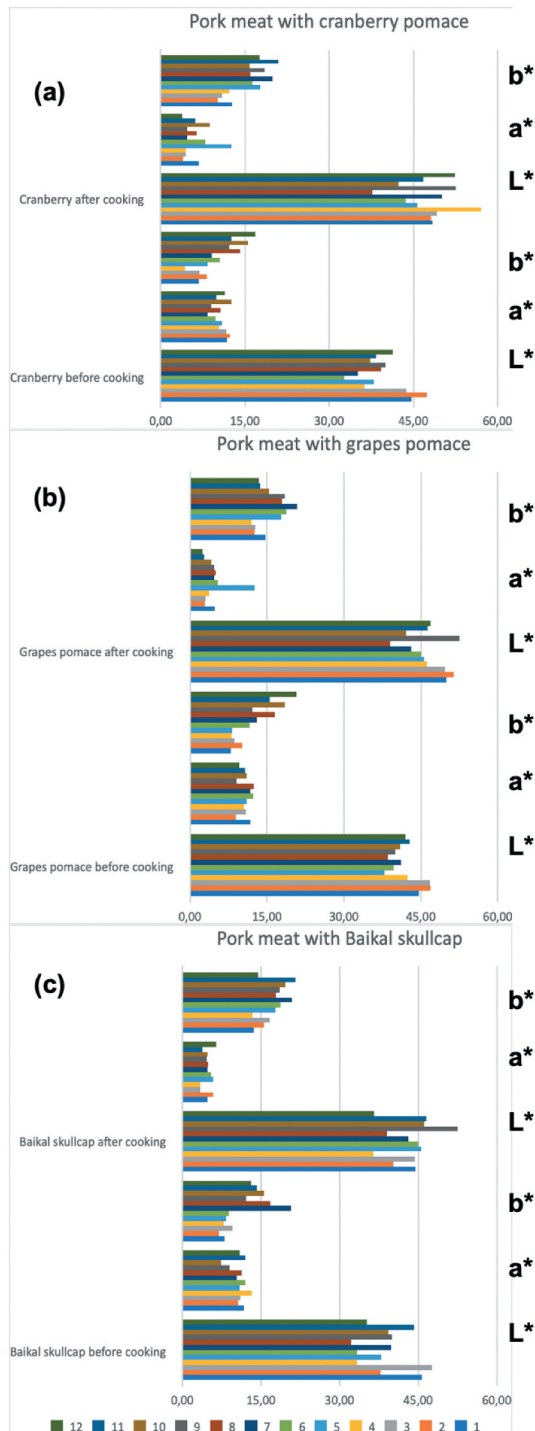 Pork meat with cranberry pomace
(a)
b*
a*
L*
Cranberry after cooking
b*
a*
L*
Cranberry before cooking
0,00 15,00 30,00 45,00 60,00
Pork meat with grapes pomace
(b)
b*
a*
L*
Grapes pomace after cooking
b*
a*
L*
Grapes pomace before cooking
0,00 15,00 30,00 45,00 60,00
Pork meat with Baikal skullcap
(c)
b*
a*
L*
Baikal skullcap after cooking
b*
a*
L*
Baikal skullcap before cooking
0,00 15,00 30,00 45,00 60,00
12 11 10 9 8 7 6 5 4 3 2 1